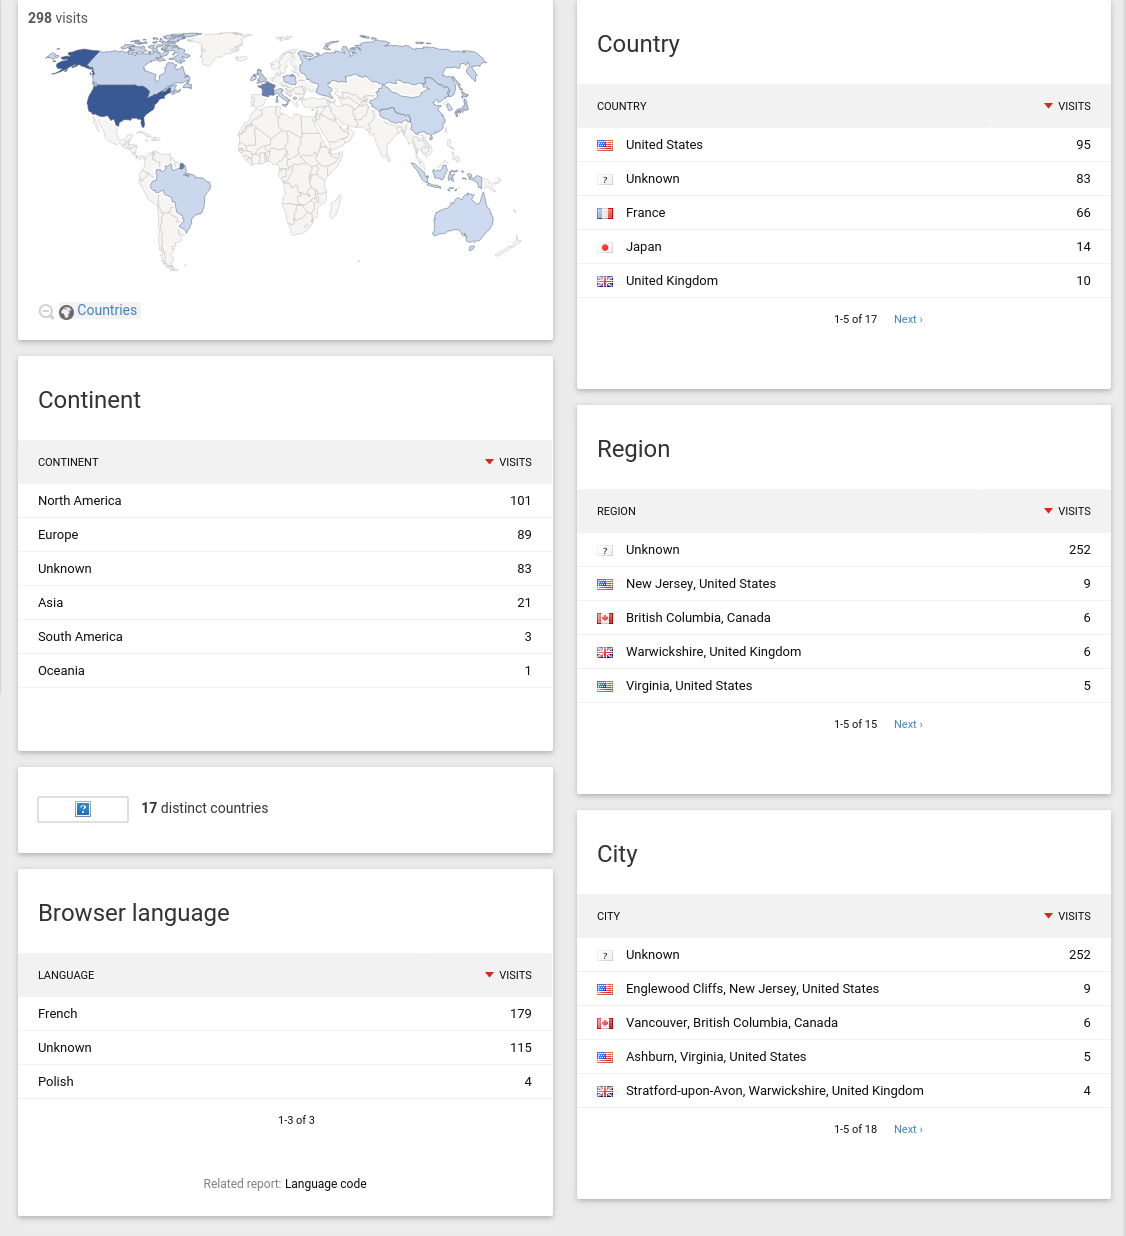 298 visits
Countries
Continent
CONTINENT VISITS
North America 101
Europe 89
Unknown 83
Asia 21
South America 3
Oceania 1
? 17 distinct countries
Browser language
LANGUAGE VISITS
French 179
Unknown 115
Polish 4
1-3 of 3
Related report: Language code
Country
COUNTRY VISITS
United States 95
? Unknown 83
France 66
Japan 14
United Kingdom 10
1-5 of 17 Next ›
Region
REGION VISITS
? Unknown 252
New Jersey, United States 9
British Columbia, Canada 6
Warwickshire, United Kingdom 6
Virginia, United States 5
1-5 of 15 Next ›
City
CITY VISITS
? Unknown 252
Englewood Cliffs, New Jersey, United States 9
Vancouver, British Columbia, Canada 6
Ashburn, Virginia, United States 5
Stratford-upon-Avon, Warwickshire, United Kingdom 4
1-5 of 18 Next ›